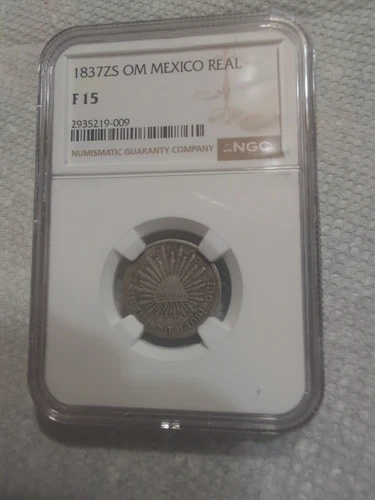 1837ZS OM MEXICO REAL
F 15
2935219-009
NUMISMATIC GUARANTY COMPANY NGC